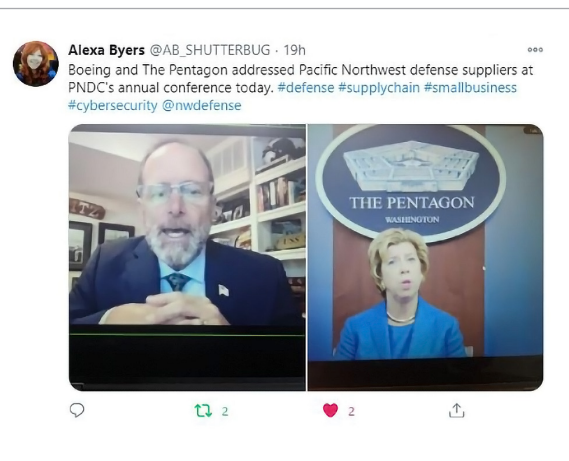 Alexa Byers @AB_SHUTTERBUG · 19h
Boeing and The Pentagon addressed Pacific Northwest defense suppliers at
PNDC's annual conference today. #defense #supplychain #smallbusiness
#cybersecurity @nwdefense
THE PENTAGON
WASHINGTON
2
2